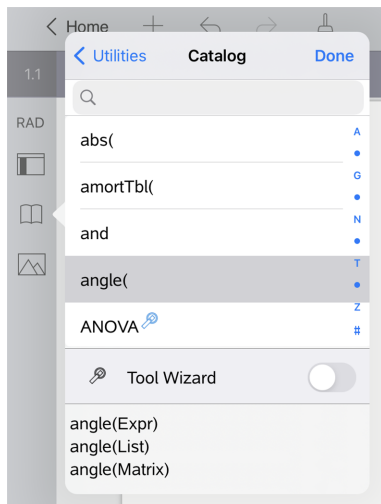 Home
Utilities Catalog Done
1.1
RAD
abs(
amortTbl(
and
angle(
ANOVA
A
G
N
T
Z
#
Tool Wizard
angle(Expr)
angle(List)
angle(Matrix)